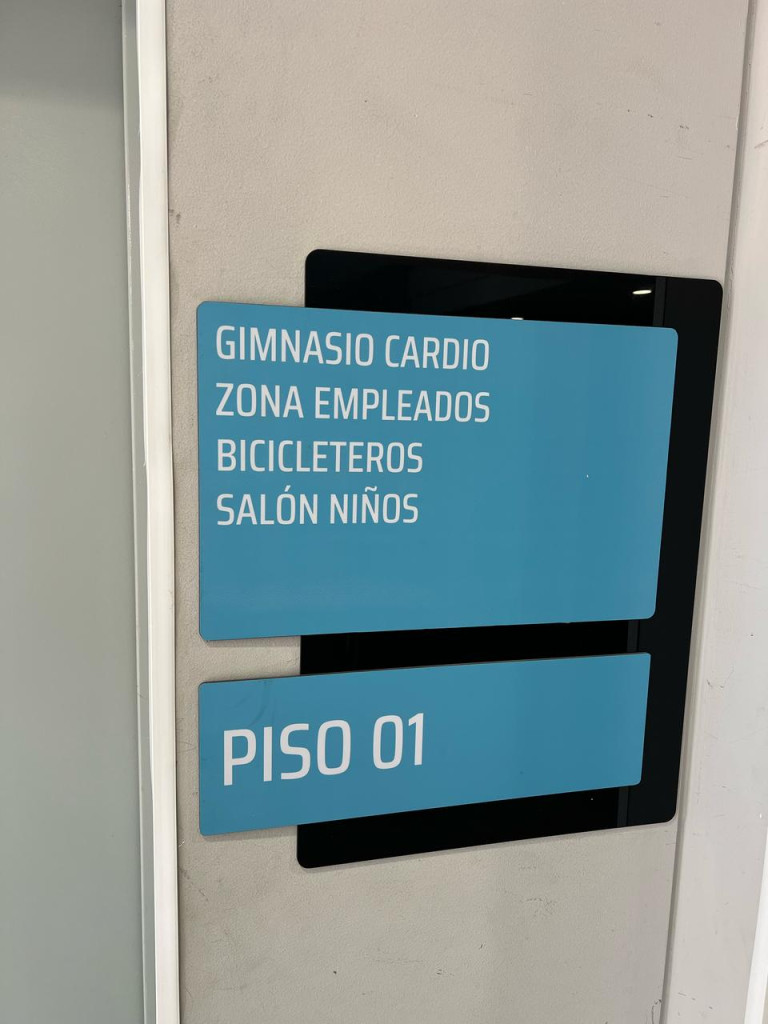 GIMNASIO CARDIO
ZONA EMPLEADOS
BICICLETEROS
SALÓN NIÑOS
PISO 01